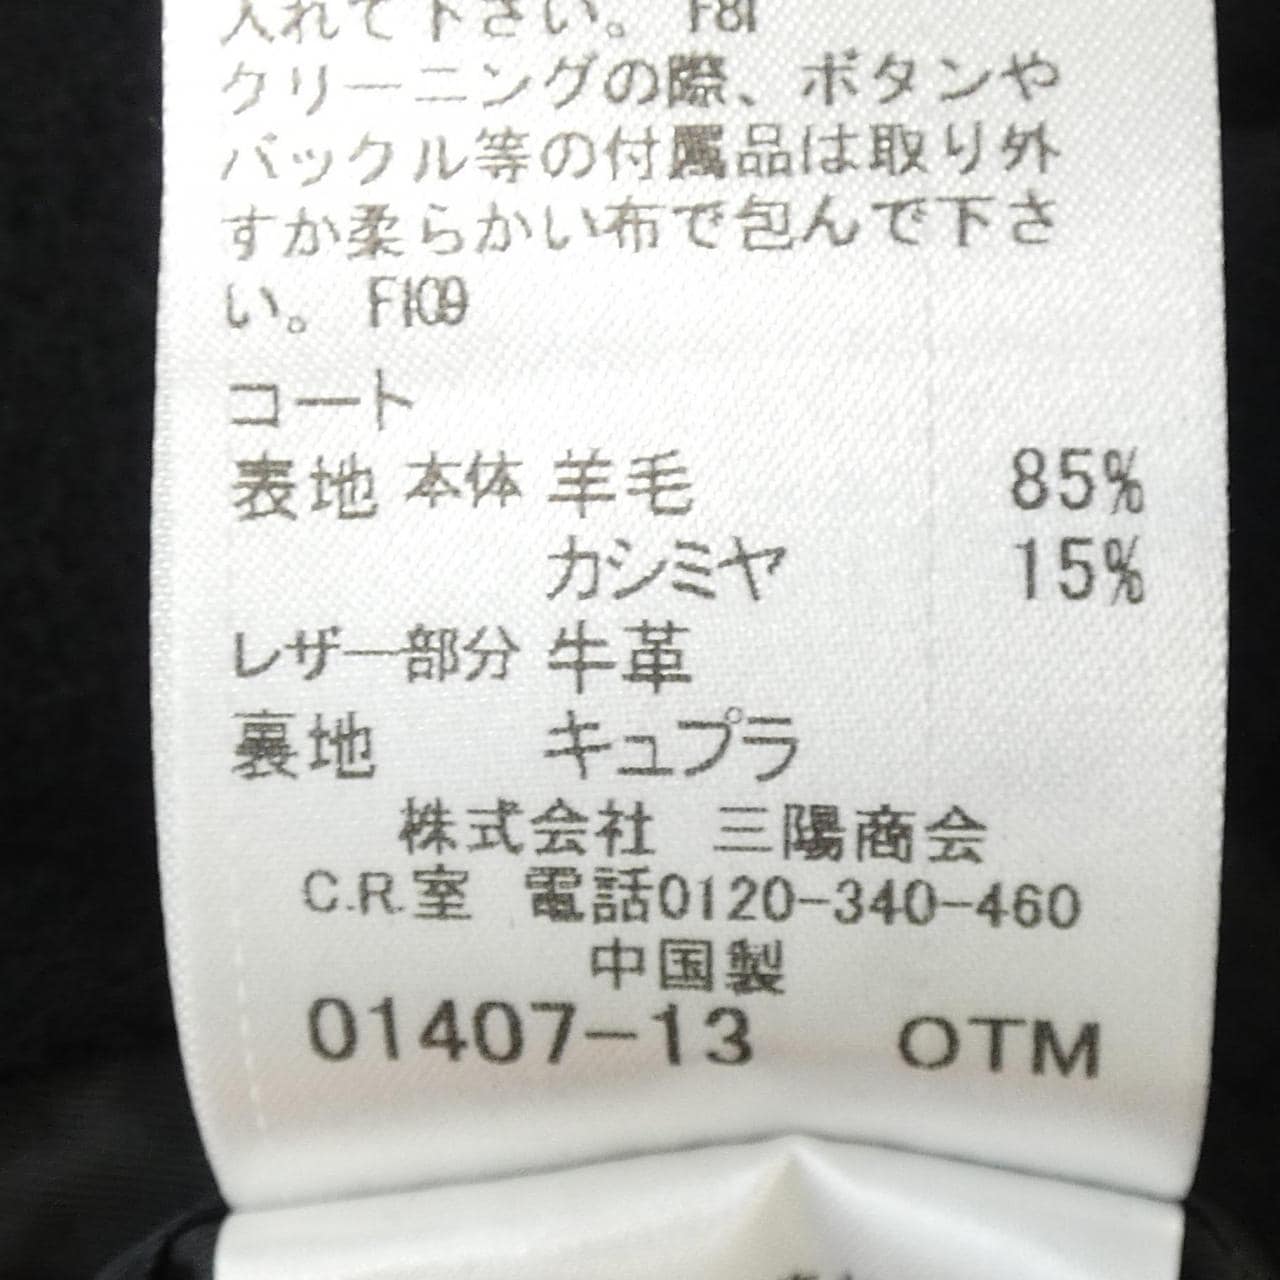 入れて下さい。 F81
クリーニングの際、ボタンや
バックル等の付属品は取り外
すか柔らかい布で包んで下さ
い。 F109
コート
表地 本体 羊毛 85%
カシミヤ 15%
レザー部分 牛革
裏地 キュプラ
株式会社 三陽商会
C.R.室 電話0120-340-460
中国製
01407-13 OTM